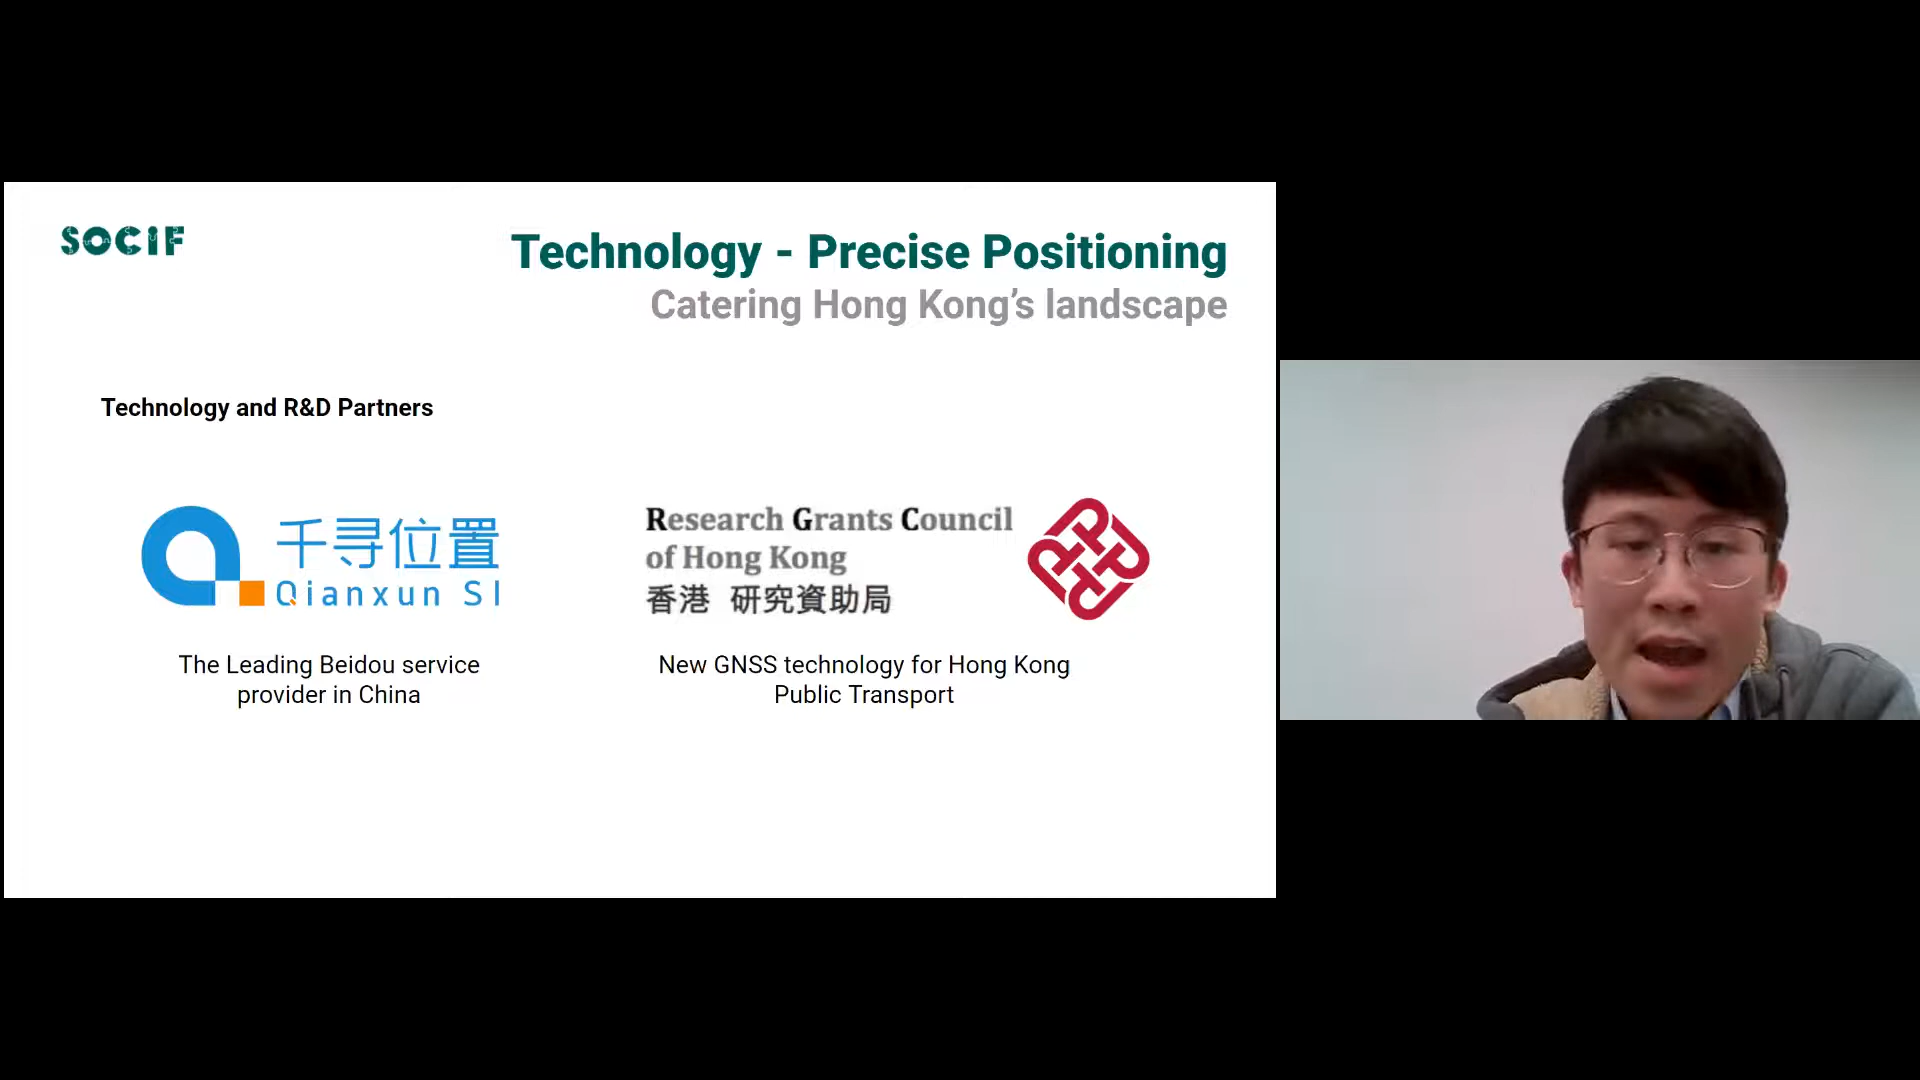 SOCIF
Technology - Precise Positioning
Catering Hong Kong’s landscape
Technology and R&D Partners
千寻位置
Qianxun SI
The Leading Beidou service
provider in China
Research Grants Council
of Hong Kong
香港 研究資助局
New GNSS technology for Hong Kong
Public Transport